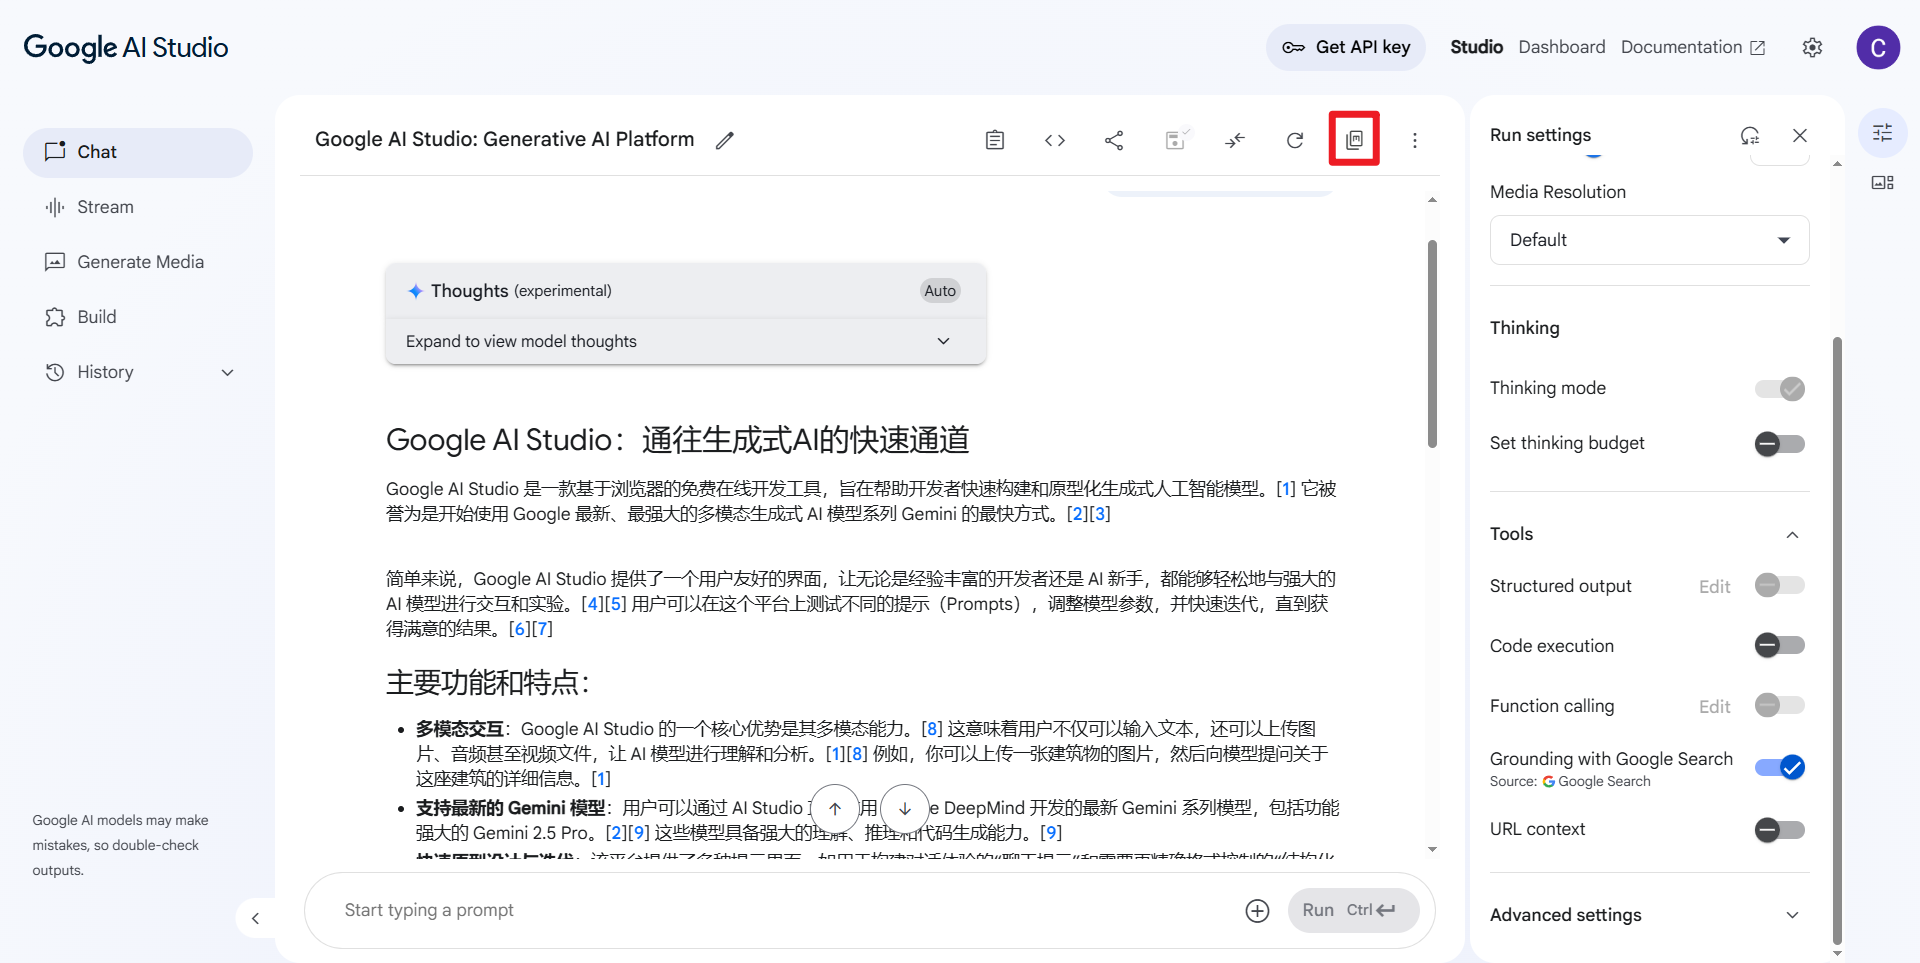 Google AI Studio
Get API key
Studio
Dashboard
Documentation
C
Chat
Stream
Generate Media
Build
History
Google AI models may make
mistakes, so double-check
outputs.
Google AI Studio: Generative AI Platform
Thoughts (experimental)
Auto
Expand to view model thoughts
Google AI Studio：通往生成式AI的快速通道
Google AI Studio 是一款基于浏览器的免费在线开发工具，旨在帮助开发者快速构建和原型化生成式人工智能模型。[1] 它被
誉为是开始使用 Google 最新、最强大的多模态生成式 AI 模型系列 Gemini 的最快方式。[2][3]
简单来说，Google AI Studio 提供了一个用户友好的界面，让无论是经验丰富的开发者还是 AI 新手，都能够轻松地与强大的
AI 模型进行交互和实验。[4][5] 用户可以在这个平台上测试不同的提示（Prompts），调整模型参数，并快速迭代，直到获
得满意的结果。[6][7]
主要功能和特点：
多模态交互：Google AI Studio 的一个核心优势是其多模态能力。[8] 这意味着用户不仅可以输入文本，还可以上传图
片、音频甚至视频文件，让 AI 模型进行理解和分析。[1][8] 例如，你可以上传一张建筑物的图片，然后向模型提问关于
这座建筑的详细信息。[1]
支持最新的 Gemini 模型：用户可以通过 AI Studio 用 e DeepMind 开发的最新 Gemini 系列模型，包括功能
强大的 Gemini 2.5 Pro。[2][9] 这些模型具备强大的理解、推理和代码生成能力。[9]
Start typing a prompt
Run Ctrl
Run settings
Media Resolution
Default
Thinking
Thinking mode
Set thinking budget
Tools
Structured output Edit
Code execution
Function calling Edit
Grounding with Google Search
Source: Google Search
URL context
Advanced settings